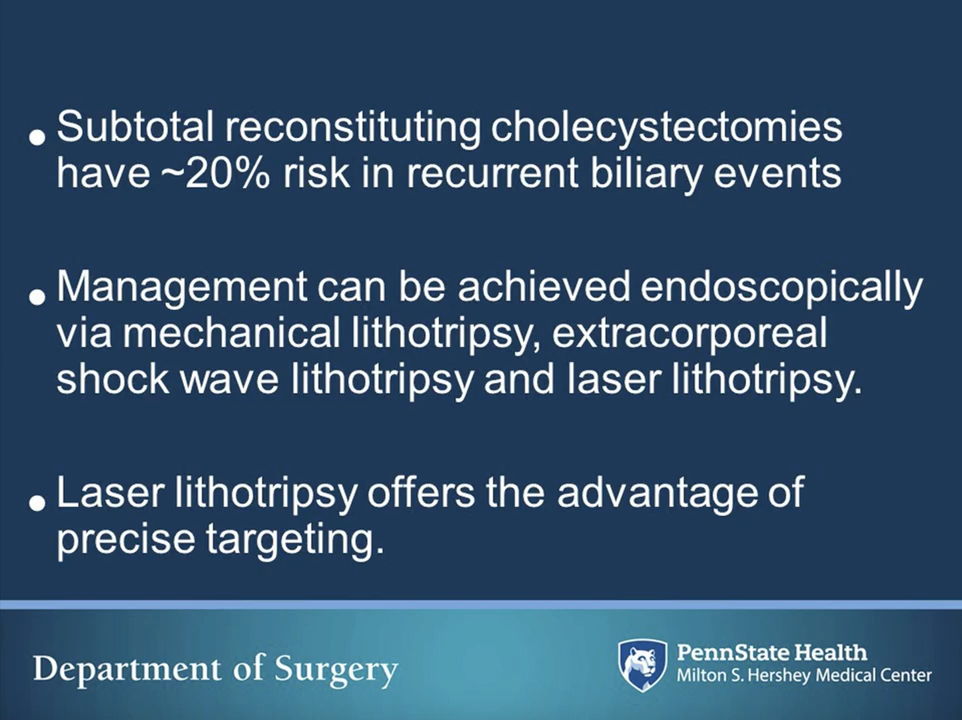 • Subtotal reconstituting cholecystectomies
have ~20% risk in recurrent biliary events
• Management can be achieved endoscopically
via mechanical lithotripsy, extracorporeal
shock wave lithotripsy and laser lithotripsy.
• Laser lithotripsy offers the advantage of
precise targeting.
Department of Surgery
PennState Health
Milton S. Hershey Medical Center